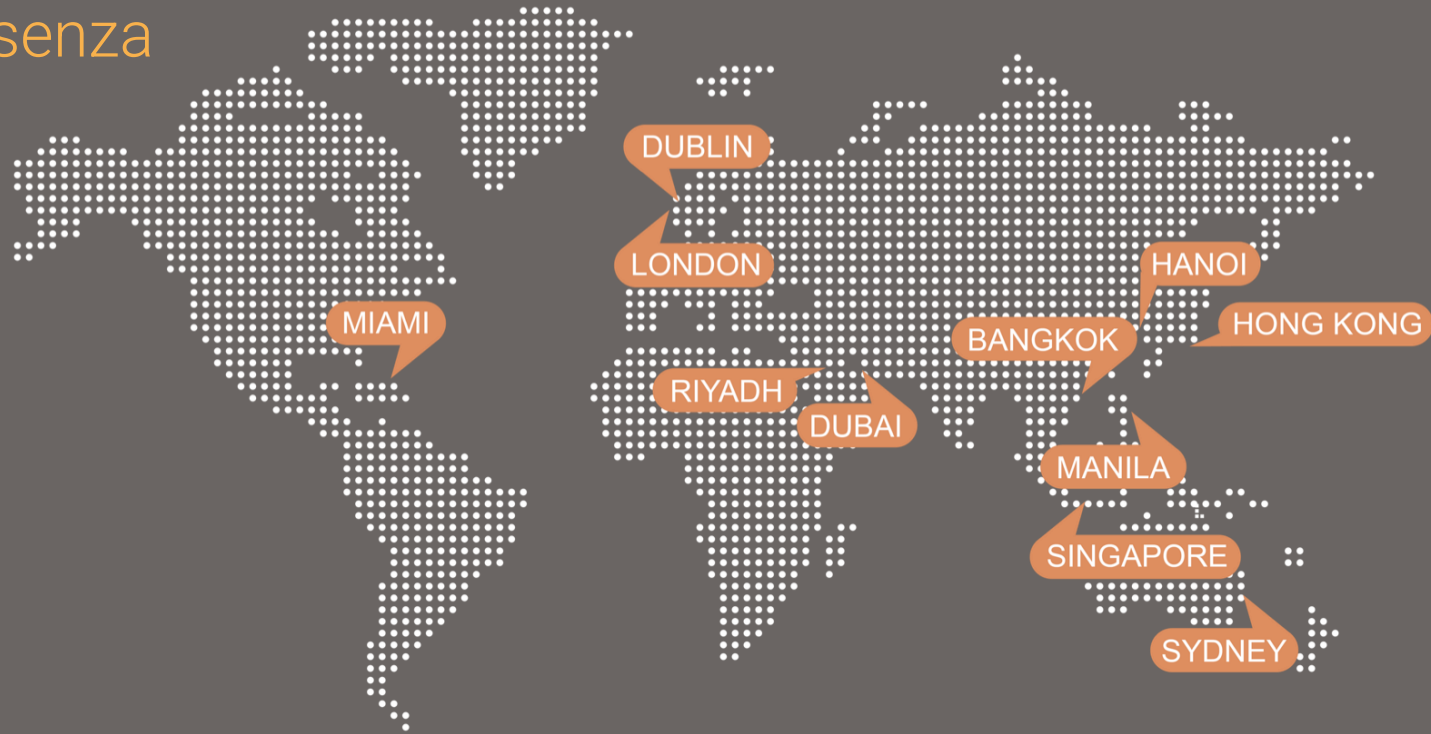 senza
DUBLIN
LONDON
HANOI
MIAMI
HONG KONG
BANGKOK
RIYADH
DUBAI
MANILA
SINGAPORE
SYDNEY